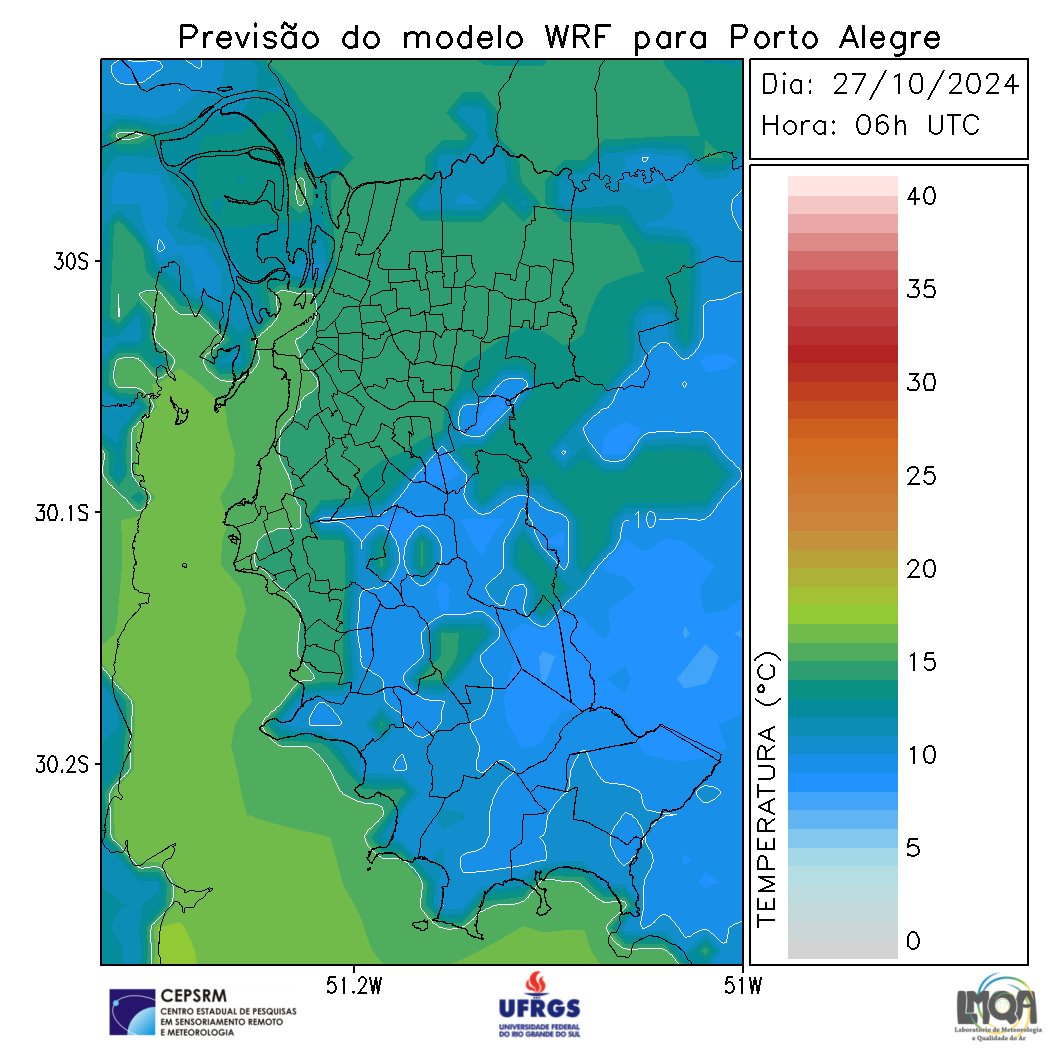 Previsão do modelo WRF para Porto Alegre
Dia: 27/10/2024
Hora: 06h UTC
40
35
30
25
20
15
10
5
0
TEMPERATURA (°C)
30S
30.1S
30.2S
10
51.2W
51W
CEPSRM
CENTRO ESTADUAL DE PESQUISAS
EM SENSORIAMENTO REMOTO
E METEOROLOGIA
UFRGS
UNIVERSIDADE FEDERAL
DO RIO GRANDE DO SUL
LMQA
Laboratório de Meteorologia
e Qualidade do Ar